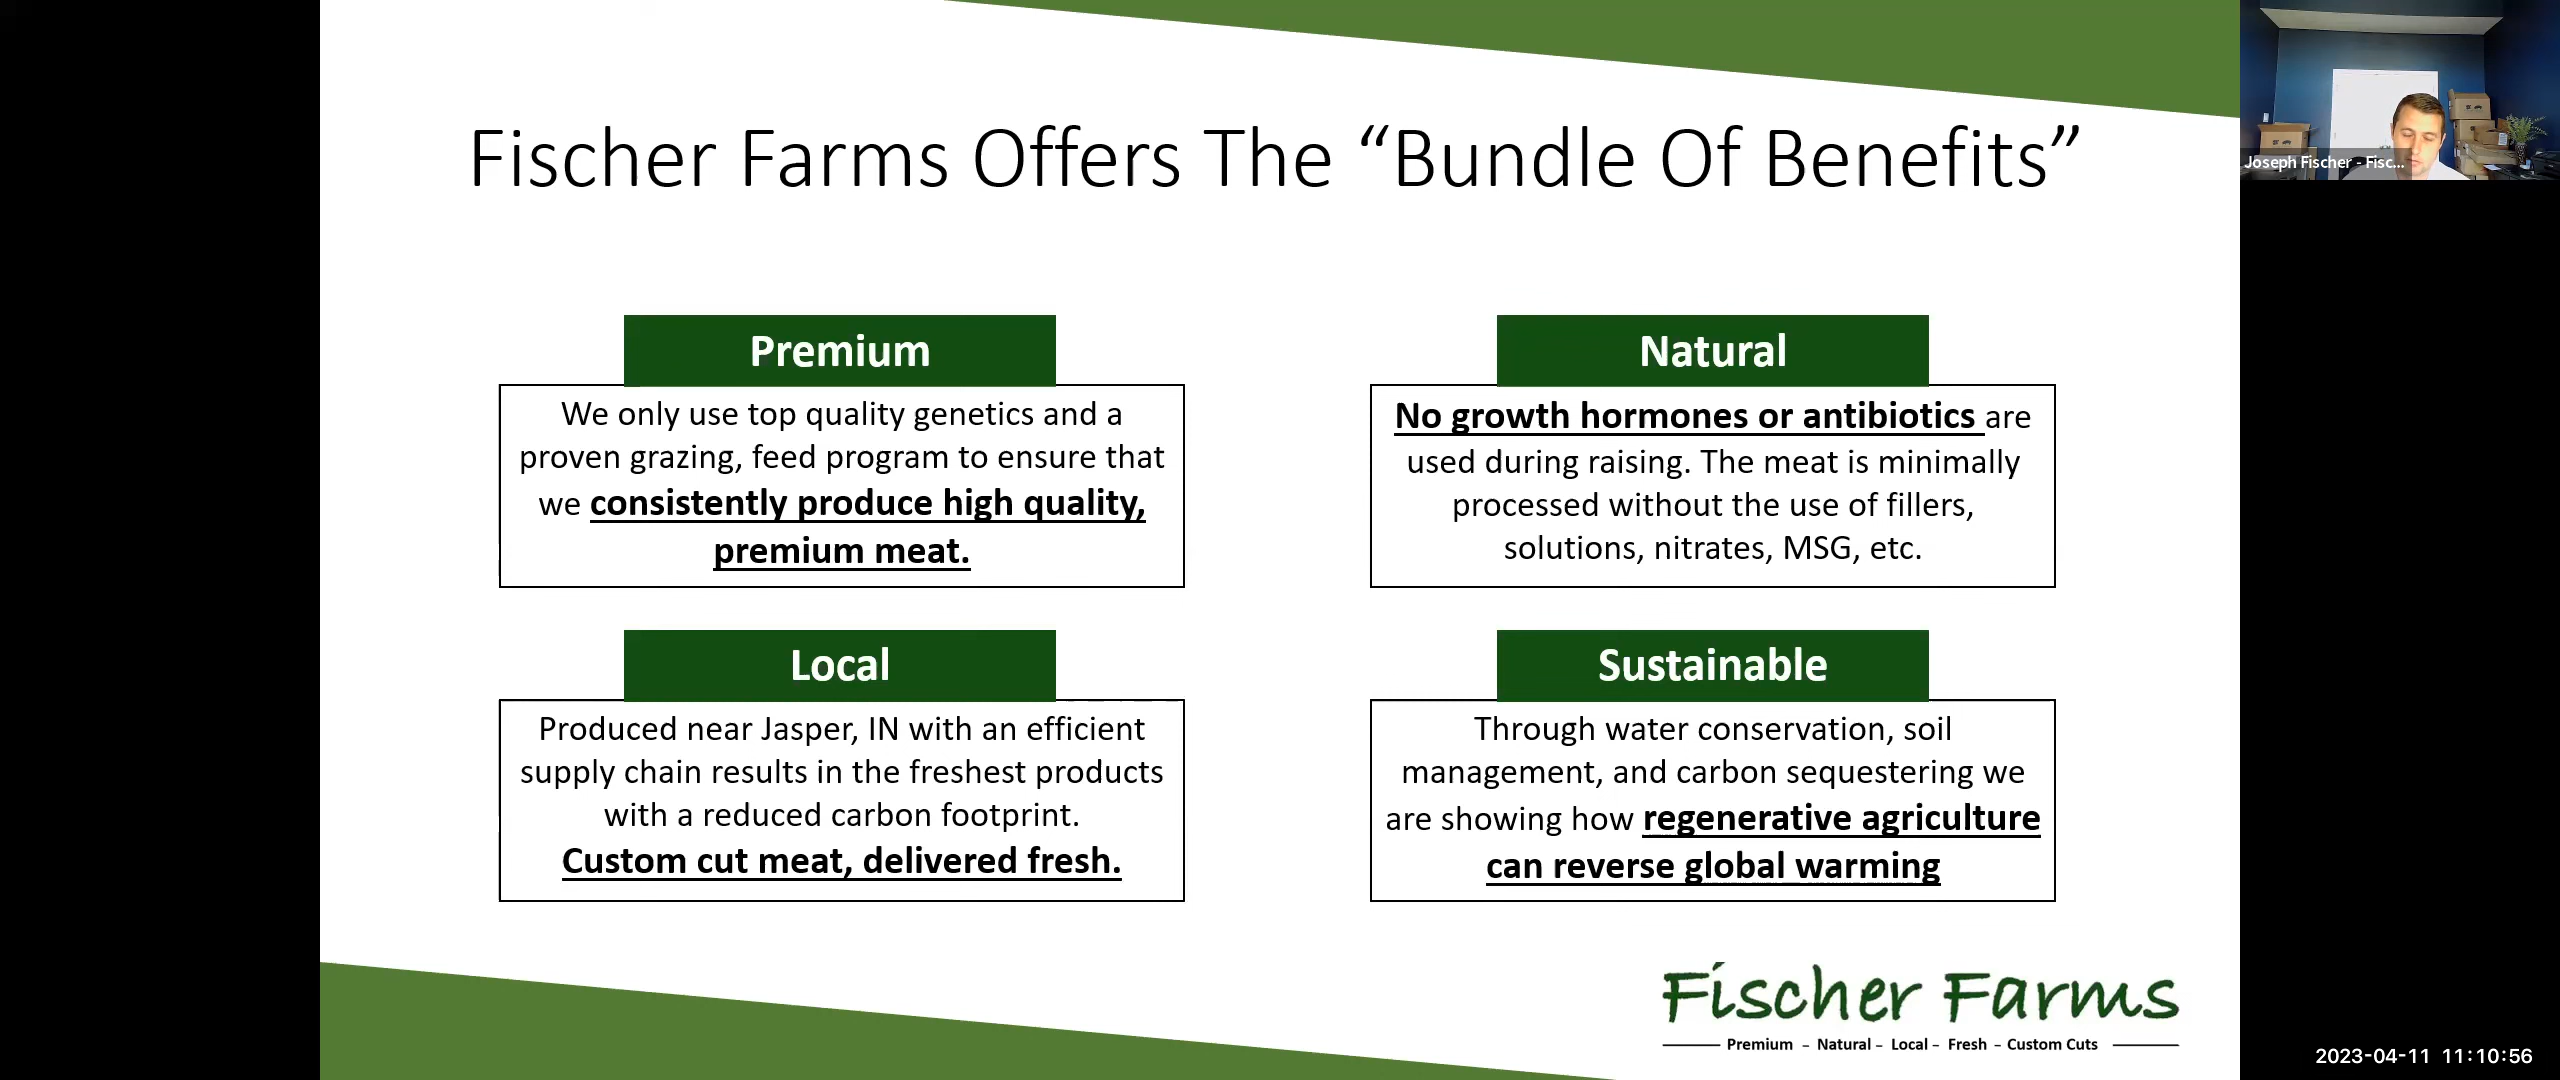 Fischer Farms Offers The “Bundle Of Benefits”
Joseph Fischer - Fisc...
Premium
We only use top quality genetics and a
proven grazing, feed program to ensure that
we consistently produce high quality,
premium meat.
Natural
No growth hormones or antibiotics are
used during raising. The meat is minimally
processed without the use of fillers,
solutions, nitrates, MSG, etc.
Local
Produced near Jasper, IN with an efficient
supply chain results in the freshest products
with a reduced carbon footprint.
Custom cut meat, delivered fresh.
Sustainable
Through water conservation, soil
management, and carbon sequestering we
are showing how regenerative agriculture
can reverse global warming
Fischer Farms
Premium - Natural - Local - Fresh - Custom Cuts
2023-04-11 11:10:56